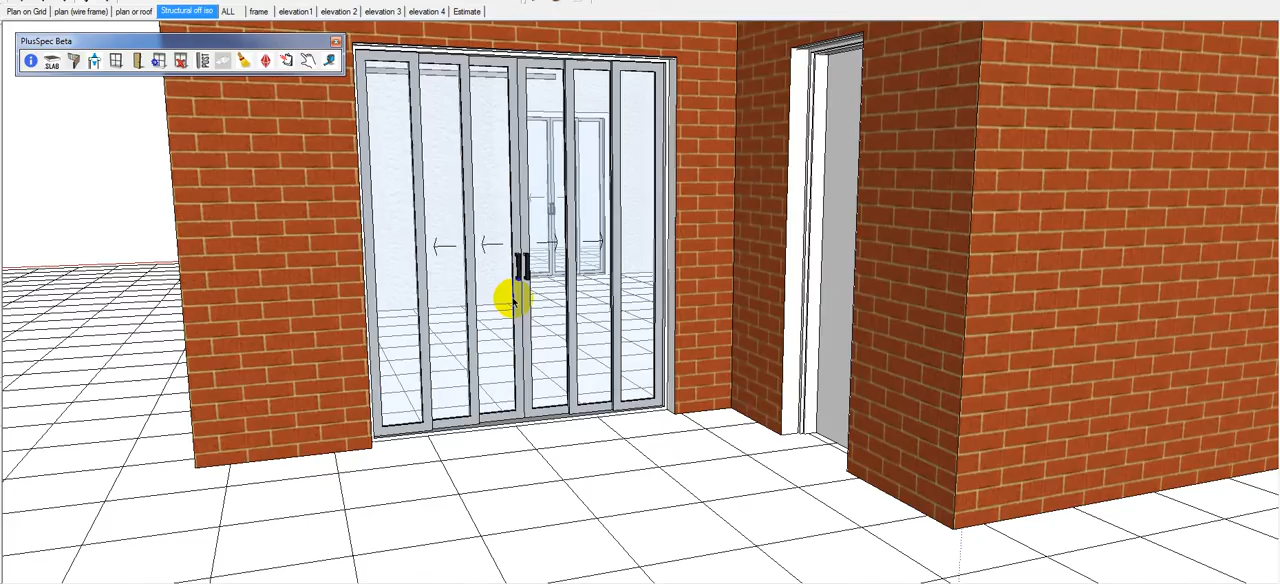 Plan on Grid plan (wire frame) plan or roof Structural off iso ALL frame elevation1 elevation 2 elevation 3 elevation 4 Estimate
PlusSpec Beta
SLAB